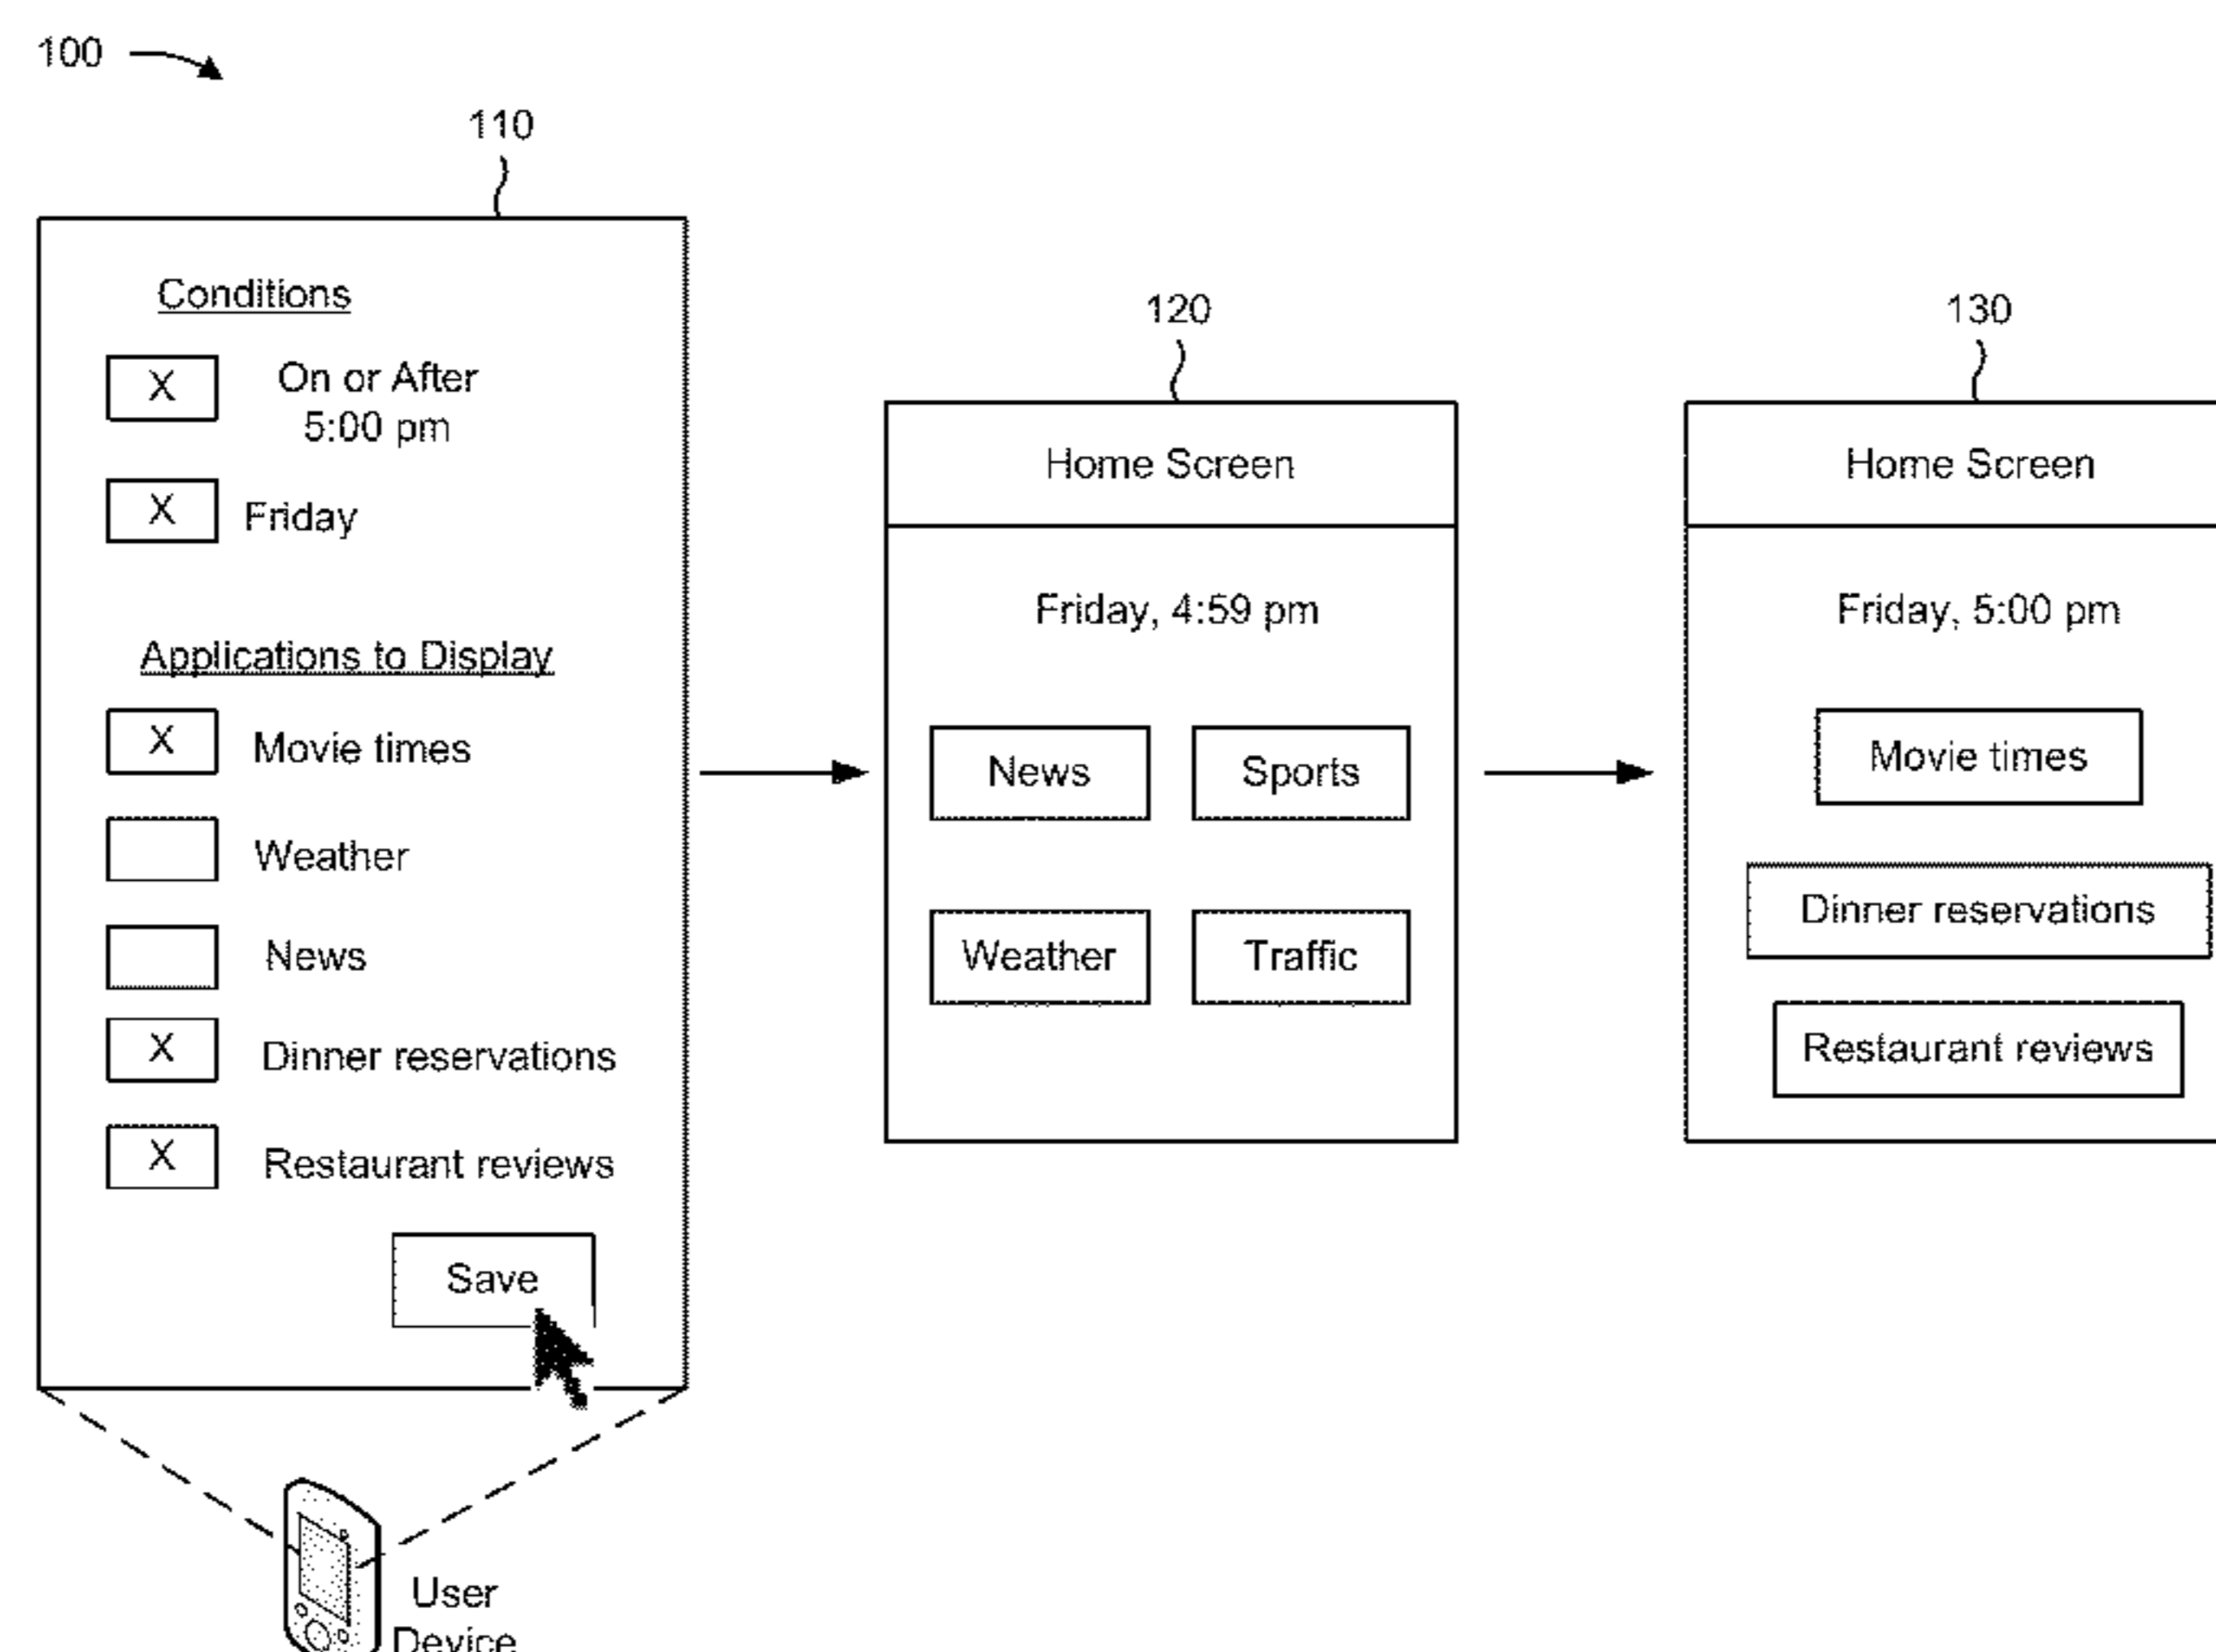 100
110
Conditions
X On or After
5:00 pm
X Friday
Applications to Display
X Movie times
Weather
News
X Dinner reservations
X Restaurant reviews
Save
User
Device
120
Home Screen
Friday, 4:59 pm
News Sports
Weather Traffic
130
Home Screen
Friday, 5:00 pm
Movie times
Dinner reservations
Restaurant reviews